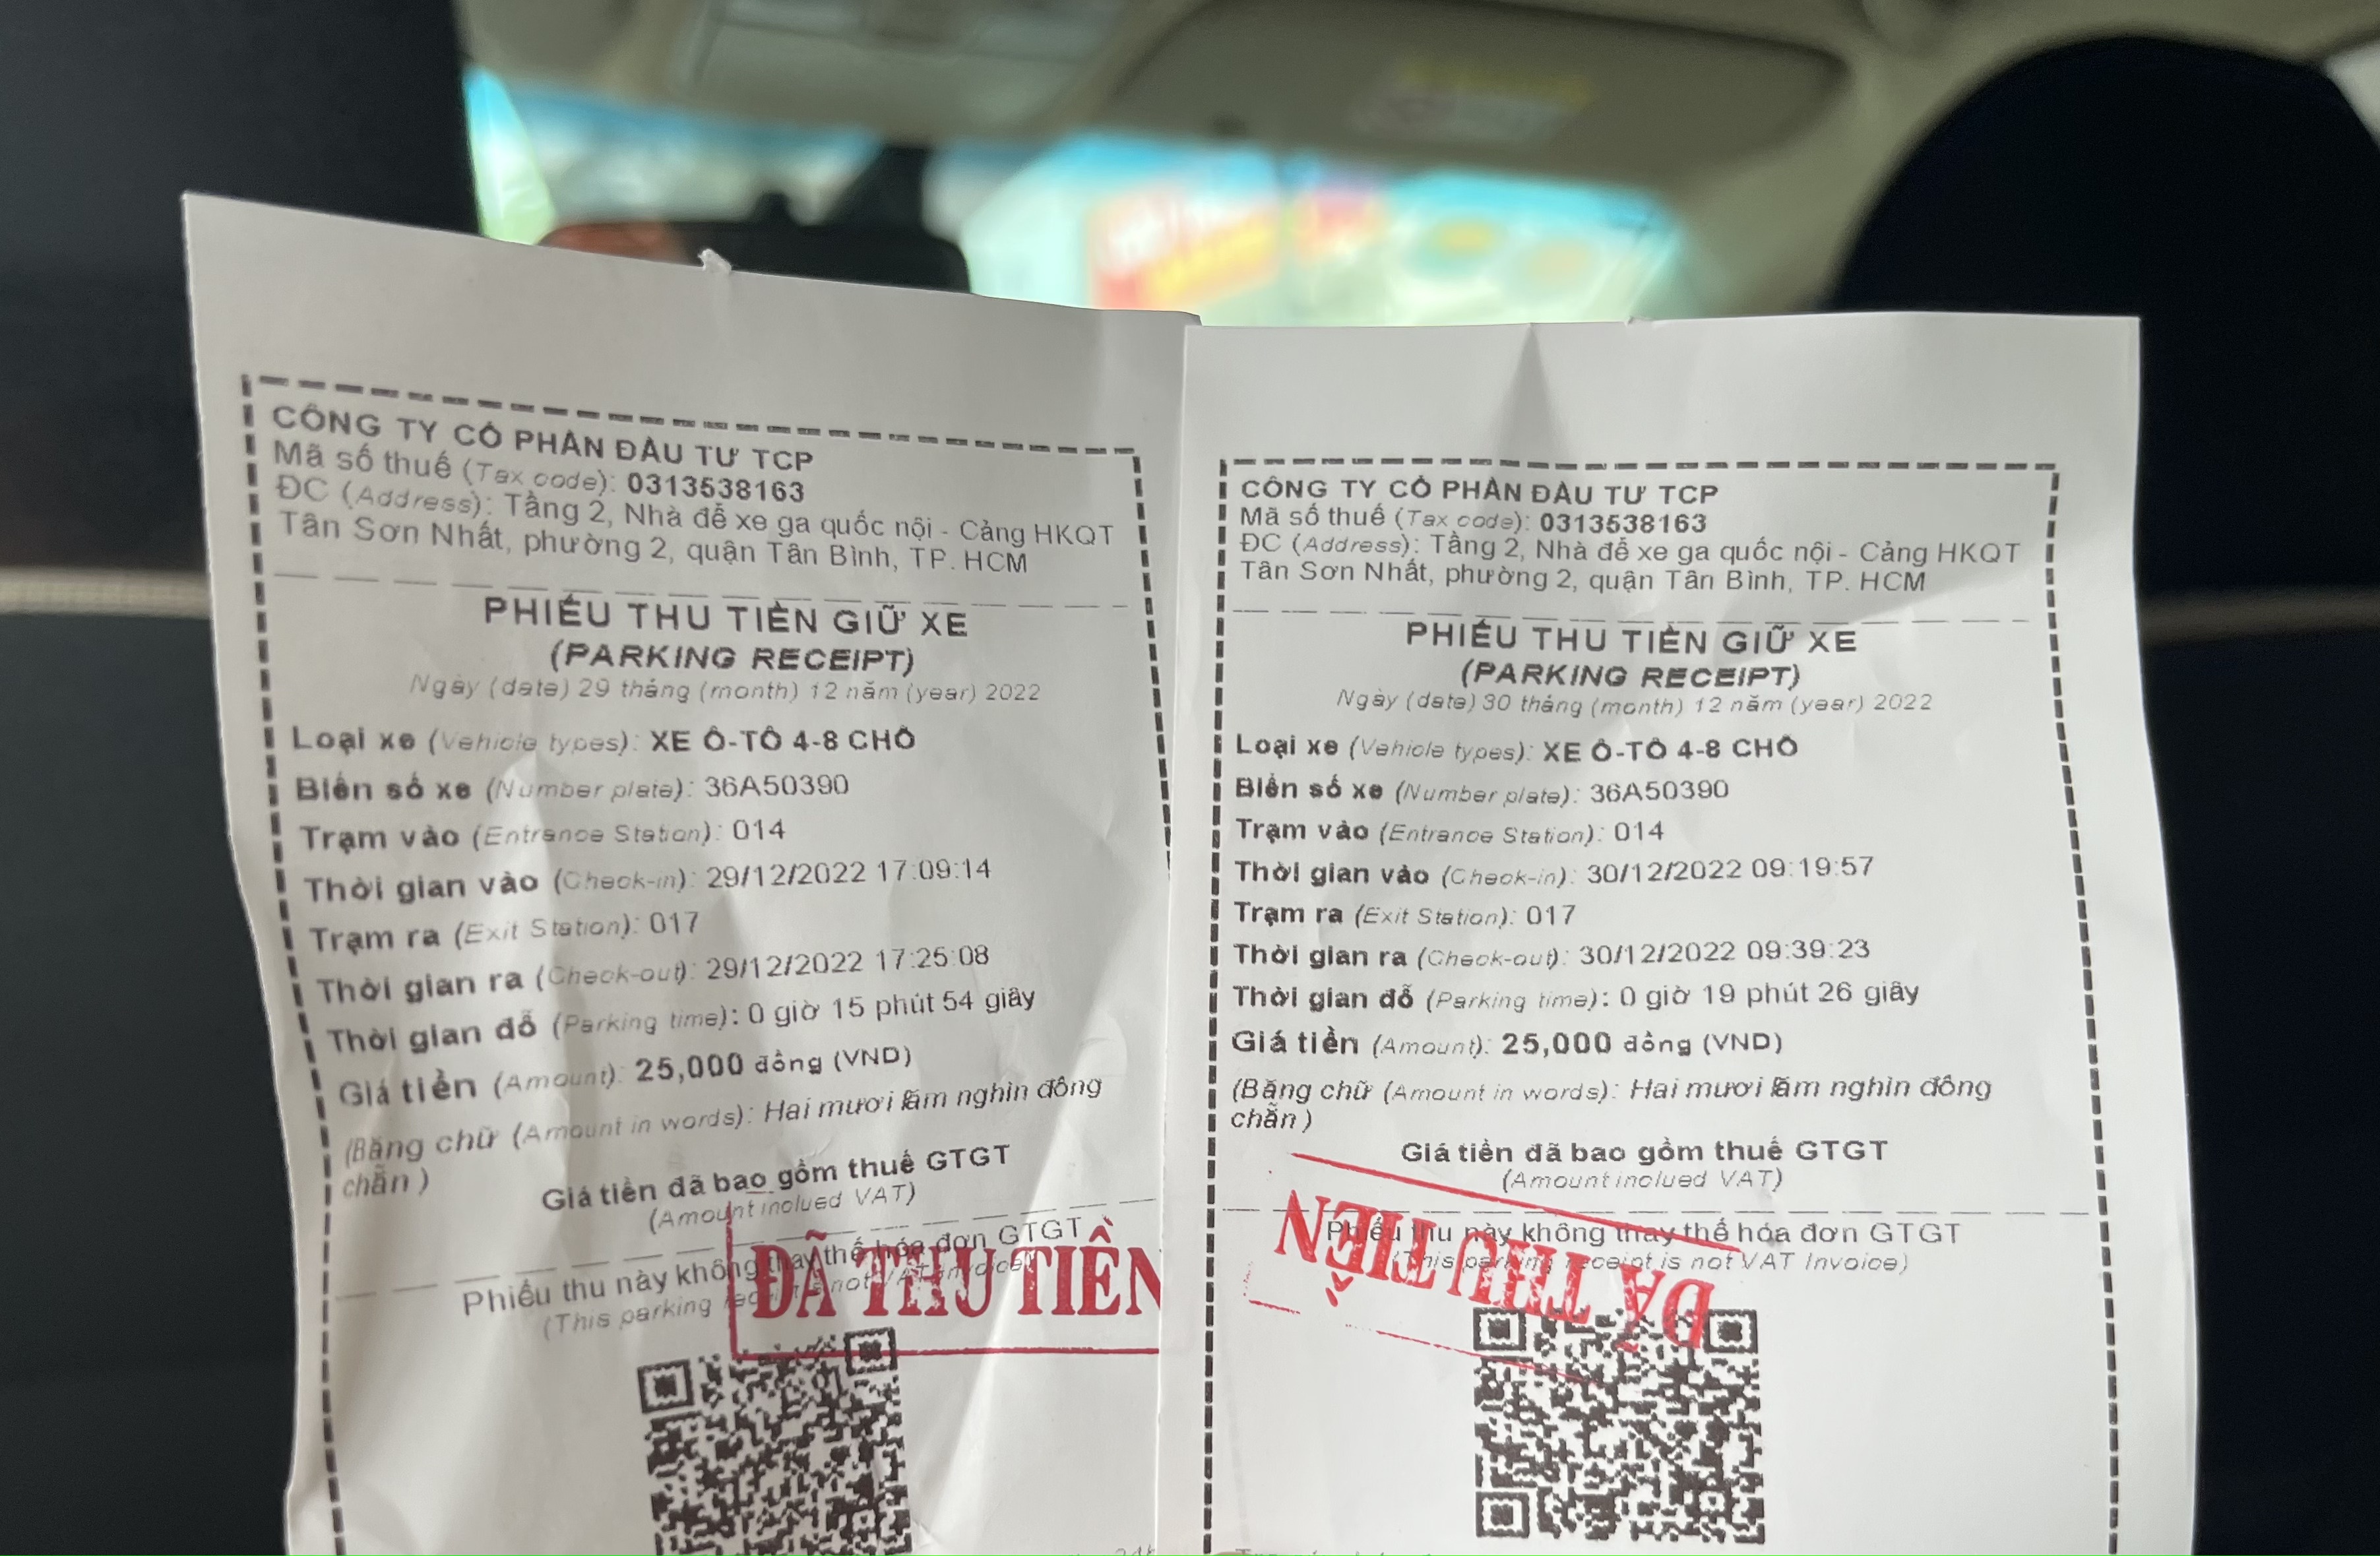 CÔNG TY CỔ PHẦN ĐẦU TƯ TCP
Mã số thuế (Tax code): 0313538163
ĐC (Address): Tầng 2, Nhà để xe ga quốc nội - Cảng HKQT
Tân Sơn Nhất, phường 2, quận Tân Bình, TP. HCM
PHIẾU THU TIỀN GIỮ XE
(PARKING RECEIPT)
Ngày (date) 29 tháng (month) 12 năm (year) 2022
Loại xe (Vehicle types): XE Ô-TÔ 4-8 CHỖ
Biển số xe (Number plate): 36A50390
Trạm vào (Entrance Station): 014
Thời gian vào (Check-in): 29/12/2022 17:09:14
Trạm ra (Exit Station): 017
Thời gian ra (Check-out): 29/12/2022 17:25:08
Thời gian đỗ (Parking time): 0 giờ 15 phút 54 giây
Giá tiền (Amount): 25,000 đồng (VND)
(Bằng chữ (Amount in words): Hai mươi lăm nghìn đồng
chẵn )
Giá tiền đã bao gồm thuế GTGT
(Amount inclued VAT)
Phiếu thu này không thay thế hóa đơn GTGT
(This parking receipt is not VAT Invoice)
ĐÃ THU TIỀN
CÔNG TY CỔ PHẦN ĐẦU TƯ TCP
Mã số thuế (Tax code): 0313538163
ĐC (Address): Tầng 2, Nhà để xe ga quốc nội - Cảng HKQT
Tân Sơn Nhất, phường 2, quận Tân Bình, TP. HCM
PHIẾU THU TIỀN GIỮ XE
(PARKING RECEIPT)
Ngày (date) 30 tháng (month) 12 năm (year) 2022
Loại xe (Vehicle types): XE Ô-TÔ 4-8 CHỖ
Biển số xe (Number plate): 36A50390
Trạm vào (Entrance Station): 014
Thời gian vào (Check-in): 30/12/2022 09:19:57
Trạm ra (Exit Station): 017
Thời gian ra (Check-out): 30/12/2022 09:39:23
Thời gian đỗ (Parking time): 0 giờ 19 phút 26 giây
Giá tiền (Amount): 25,000 đồng (VND)
(Bằng chữ (Amount in words): Hai mươi lăm nghìn đồng
chẵn )
Giá tiền đã bao gồm thuế GTGT
(Amount inclued VAT)
Phiếu thu này không thay thế hóa đơn GTGT
(This parking receipt is not VAT Invoice)
ĐÃ THU TIỀN